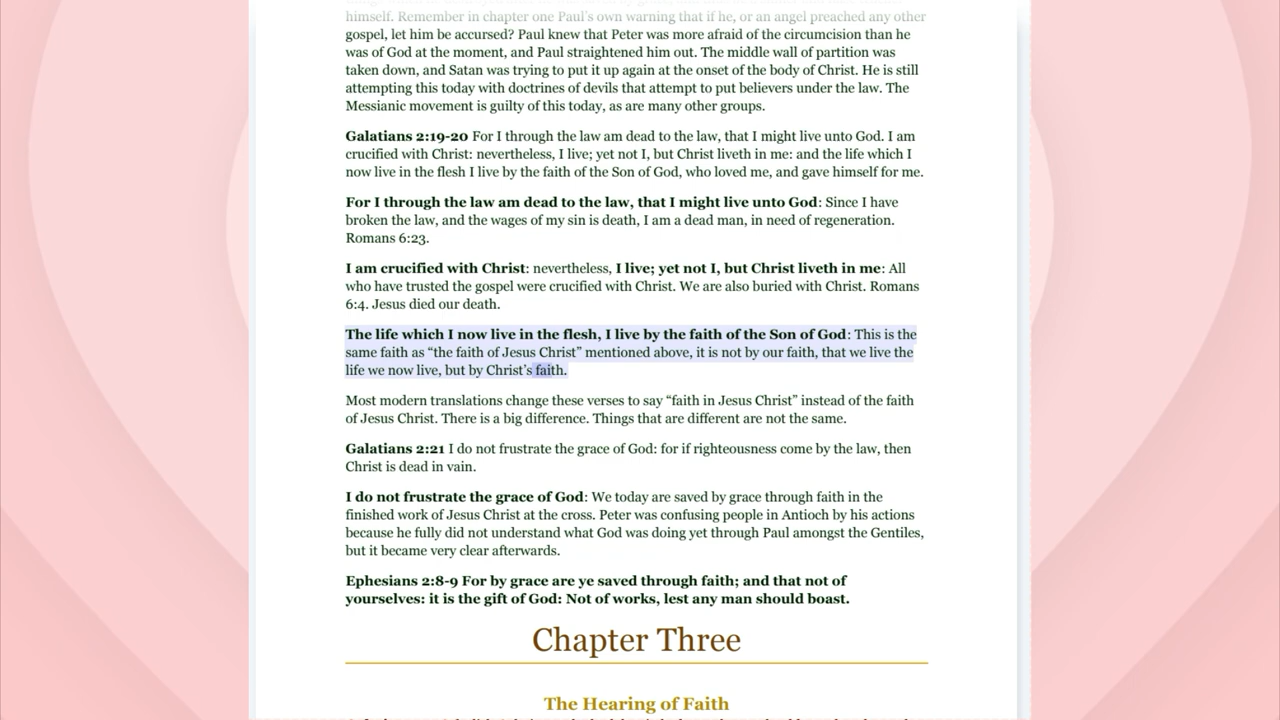 himself. Remember in chapter one Paul's own warning that if he, or an angel preached any other
gospel, let him be accursed? Paul knew that Peter was more afraid of the circumcision than he
was of God at the moment, and Paul straightened him out. The middle wall of partition was
taken down, and Satan was trying to put it up again at the onset of the body of Christ. He is still
attempting this today with doctrines of devils that attempt to put believers under the law. The
Messianic movement is guilty of this today, as are many other groups.
Galatians 2:19-20 For I through the law am dead to the law, that I might live unto God. I am
crucified with Christ: nevertheless, I live; yet not I, but Christ liveth in me: and the life which I
now live in the flesh I live by the faith of the Son of God, who loved me, and gave himself for me.
For I through the law am dead to the law, that I might live unto God: Since I have
broken the law, and the wages of my sin is death, I am a dead man, in need of regeneration.
Romans 6:23.
I am crucified with Christ: nevertheless, I live; yet not I, but Christ liveth in me: All
who have trusted the gospel were crucified with Christ. We are also buried with Christ. Romans
6:4. Jesus died our death.
The life which I now live in the flesh, I live by the faith of the Son of God: This is the
same faith as “the faith of Jesus Christ” mentioned above, it is not by our faith, that we live the
life we now live, but by Christ's faith.
Most modern translations change these verses to say “faith in Jesus Christ” instead of the faith
of Jesus Christ. There is a big difference. Things that are different are not the same.
Galatians 2:21 I do not frustrate the grace of God: for if righteousness come by the law, then
Christ is dead in vain.
I do not frustrate the grace of God: We today are saved by grace through faith in the
finished work of Jesus Christ at the cross. Peter was confusing people in Antioch by his actions
because he fully did not understand what God was doing yet through Paul amongst the Gentiles,
but it became very clear afterwards.
Ephesians 2:8-9 For by grace are ye saved through faith; and that not of
yourselves: it is the gift of God: Not of works, lest any man should boast.
Chapter Three
The Hearing of Faith